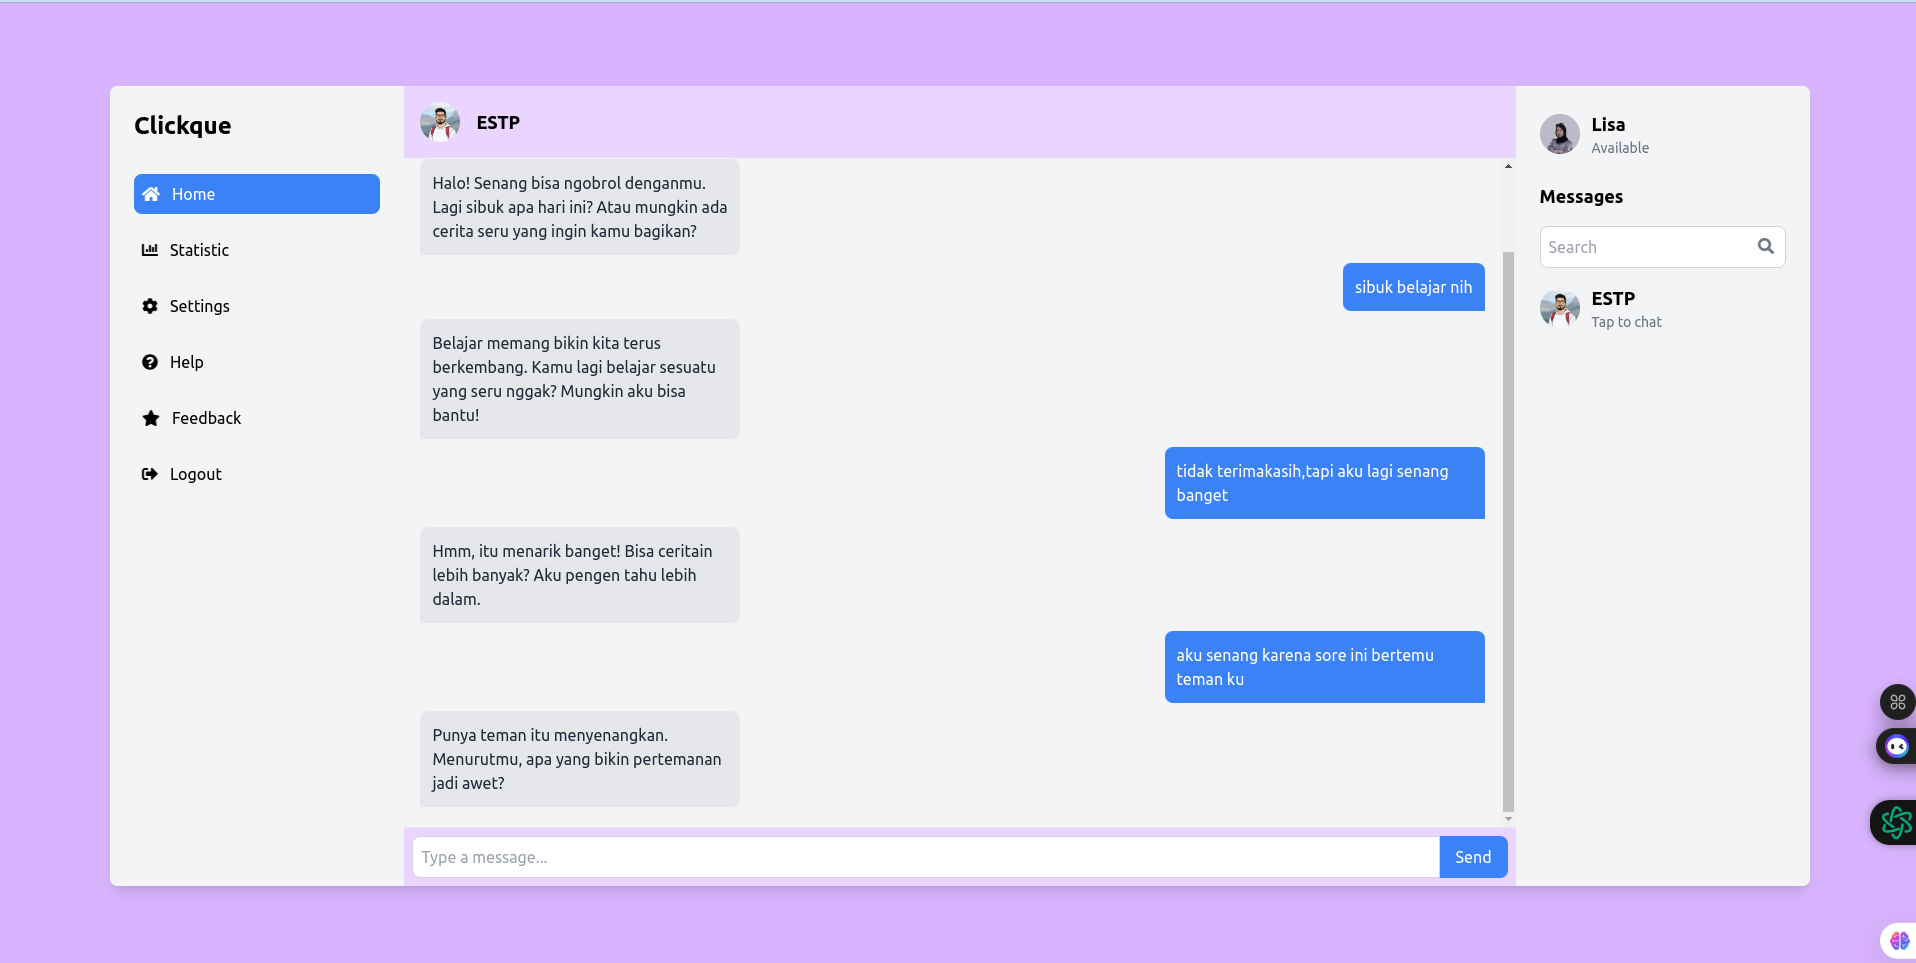 Clickque
Home
Statistic
Settings
Help
Feedback
Logout
ESTP
Halo! Senang bisa ngobrol denganmu.
Lagi sibuk apa hari ini? Atau mungkin ada
cerita seru yang ingin kamu bagikan?
sibuk belajar nih
Belajar memang bikin kita terus
berkembang. Kamu lagi belajar sesuatu
yang seru nggak? Mungkin aku bisa
bantu!
tidak terimakasih,tapi aku lagi senang
banget
Hmm, itu menarik banget! Bisa ceritain
lebih banyak? Aku pengen tahu lebih
dalam.
aku senang karena sore ini bertemu
teman ku
Punya teman itu menyenangkan.
Menurutmu, apa yang bikin pertemanan
jadi awet?
Type a message...
Send
Lisa
Available
Messages
Search
ESTP
Tap to chat